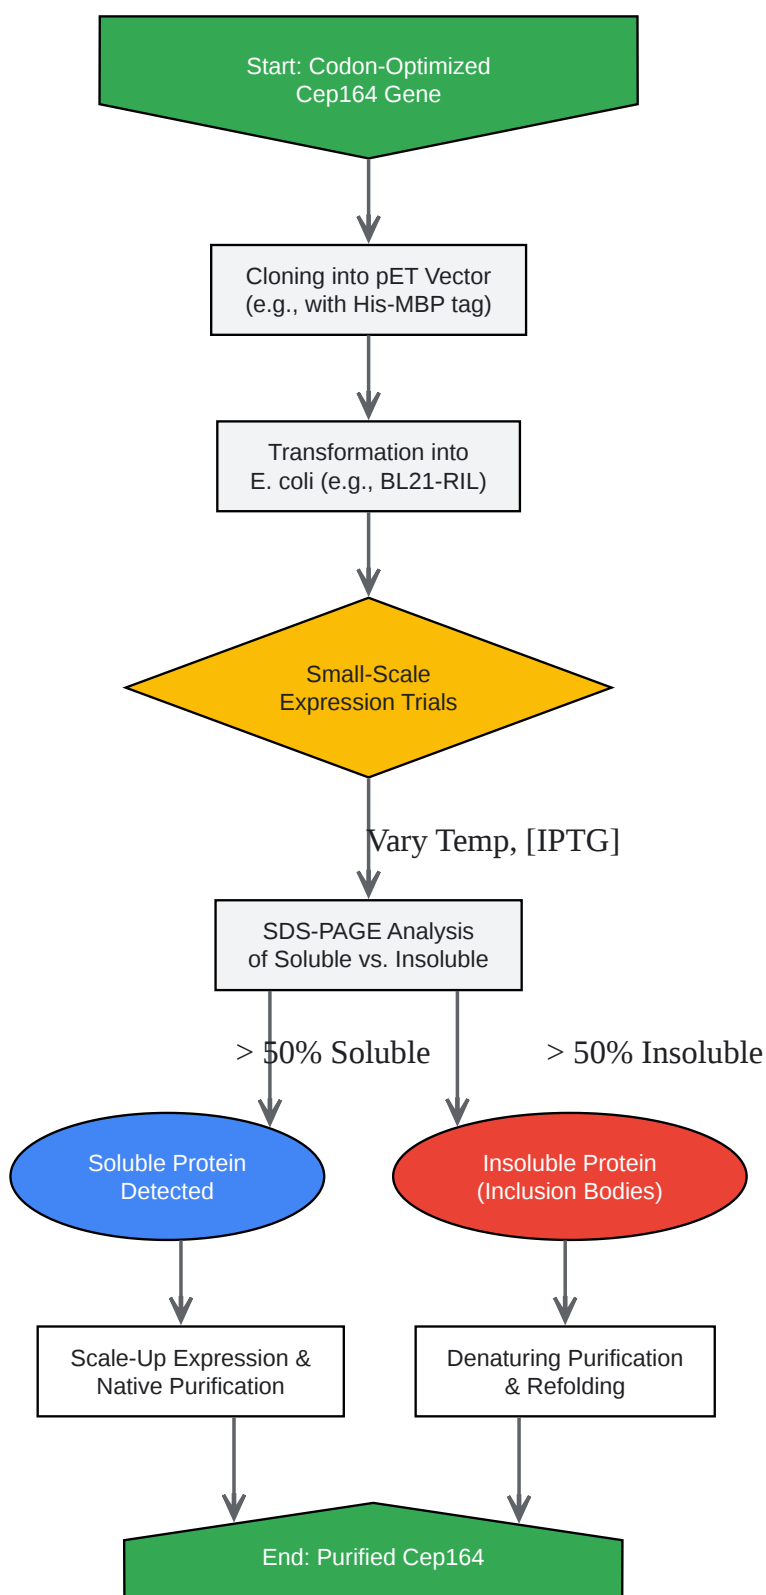 Start: Codon-Optimized
Cep164 Gene
Cloning into pET Vector
(e.g., with His-MBP tag)
Transformation into
E. coli (e.g., BL21-RIL)
Small-Scale
Expression Trials
Vary Temp, [IPTG]
SDS-PAGE Analysis
of Soluble vs. Insoluble
> 50% Soluble
> 50% Insoluble
Soluble Protein
Detected
Insoluble Protein
(Inclusion Bodies)
Scale-Up Expression &
Native Purification
Denaturing Purification
& Refolding
End: Purified Cep164